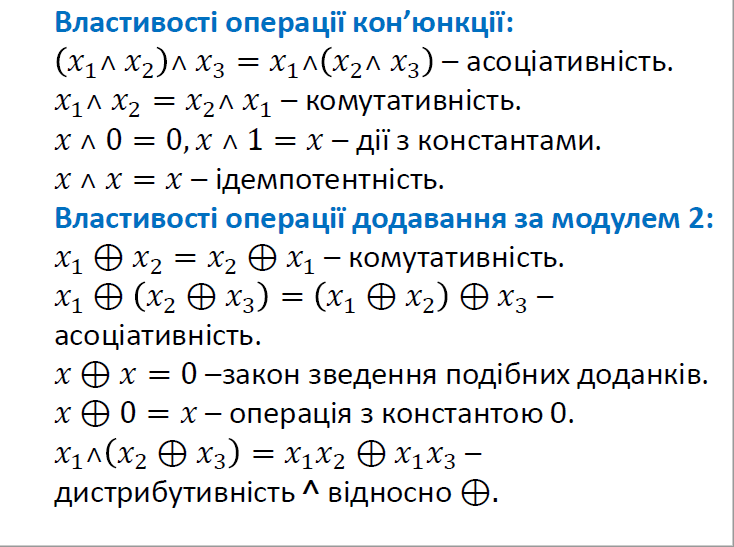 Властивості операції кон’юнкції:
(x₁∧ x₂)∧ x₃ = x₁∧(x₂∧ x₃) – асоціативність.
x₁∧ x₂ = x₂∧ x₁ – комутативність.
x ∧ 0 = 0, x ∧ 1 = x – дії з константами.
x ∧ x = x – ідемпотентність.
Властивості операції додавання за модулем 2:
x₁ ⊕ x₂ = x₂ ⊕ x₁ – комутативність.
x₁ ⊕ (x₂ ⊕ x₃) = (x₁ ⊕ x₂) ⊕ x₃ –
асоціативність.
x ⊕ x = 0 –закон зведення подібних доданків.
x ⊕ 0 = x – операція з константою 0.
x₁∧(x₂ ⊕ x₃) = x₁x₂ ⊕ x₁x₃ –
дистрибутивність ^ відносно ⊕.